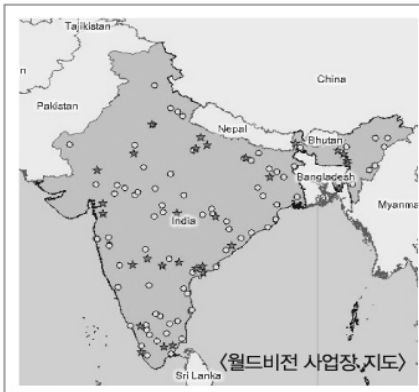 Tajikistan
n
China
Pakistan
Nepal
Bhutan
Bangladesh
India
Myanma
Sri Lanka
〈월드비전 사업장 지도〉